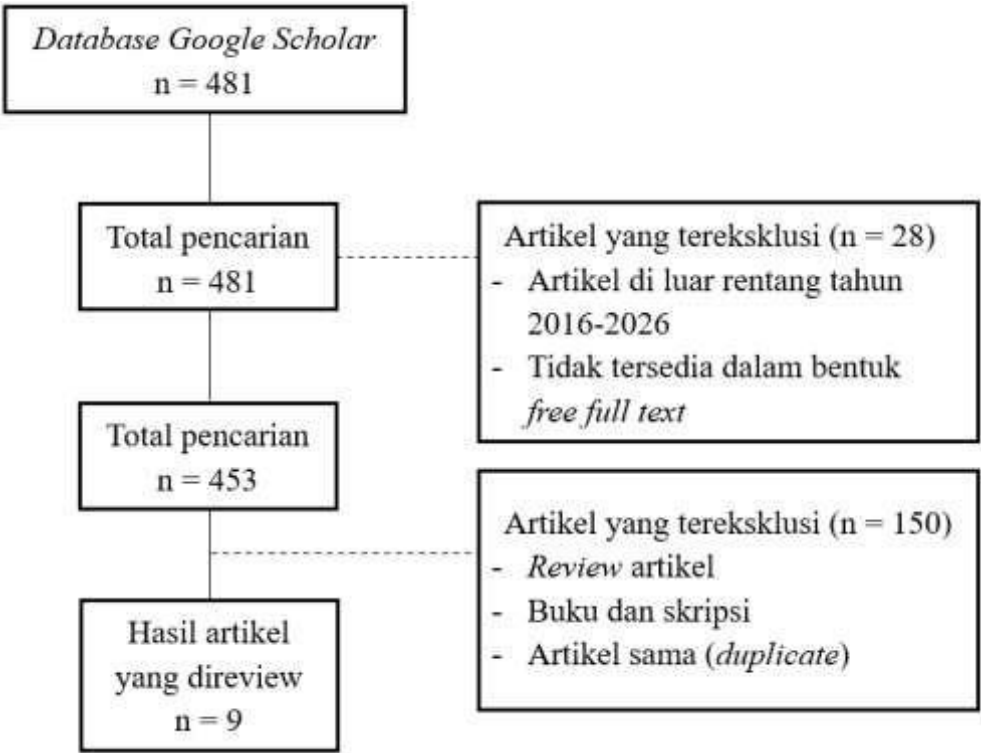 Database Google Scholar
n = 481
Total pencarian
n = 481
Artikel yang tereksklusi (n = 28)
- Artikel di luar rentang tahun
2016-2026
- Tidak tersedia dalam bentuk
free full text
Total pencarian
n = 453
Artikel yang tereksklusi (n = 150)
- Review artikel
- Buku dan skripsi
- Artikel sama (duplicate)
Hasil artikel
yang direview
n = 9